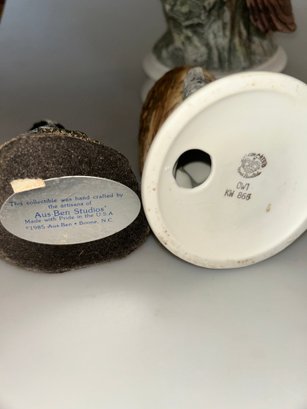 This collectible was hand crafted by
the artisans of
Aus Ben Studios'
Made with Pride in the U.S.A
©1985 Aus Ben • Boone, N.C.
OWl
KW 864